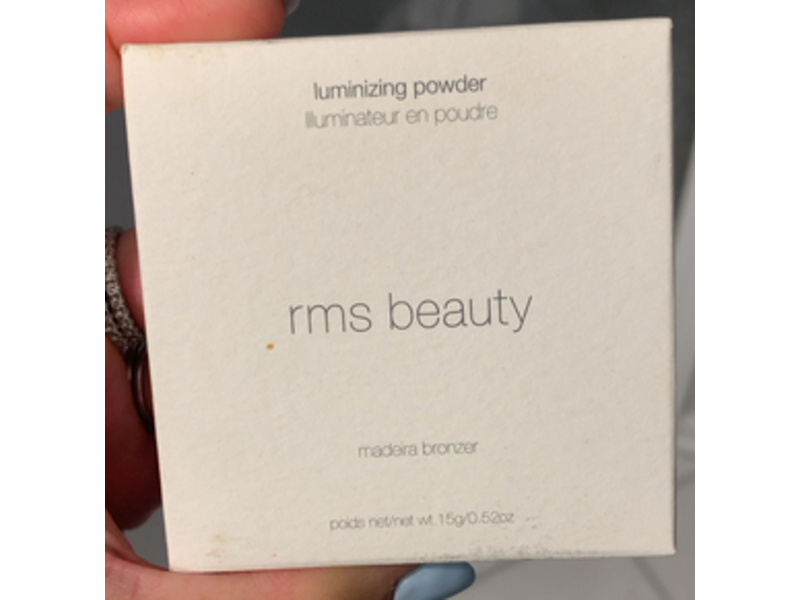 luminizing powder
Illuminateur en poudre
rms beauty
madeira bronzer
poids net/net wt. 15g/0.52oz